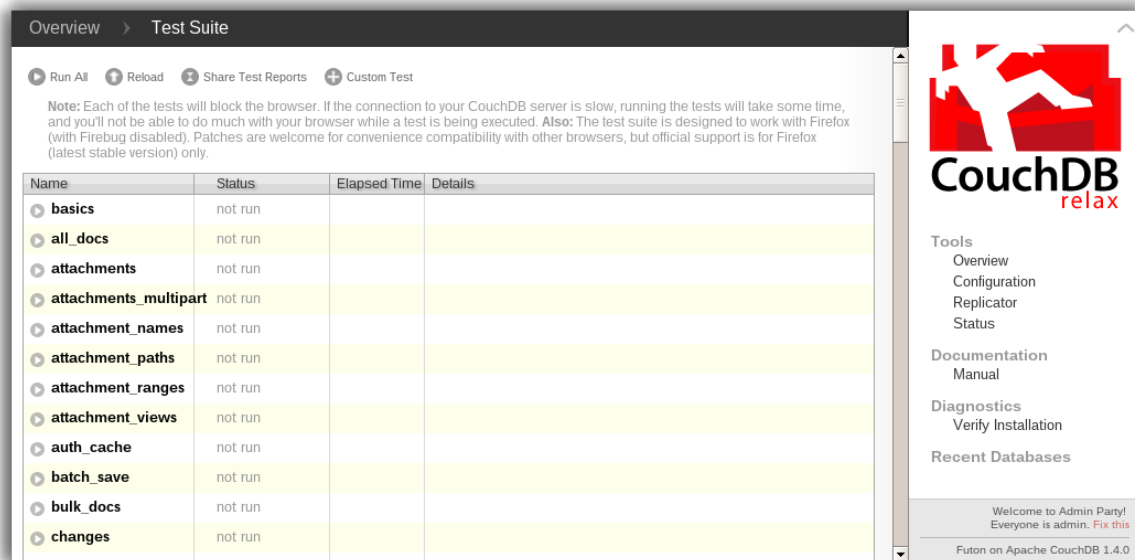 Overview Test Suite
Run All Reload Share Test Reports Custom Test
Note: Each of the tests will block the browser. If the connection to your CouchDB server is slow, running the tests will take some time,
and you'll not be able to do much with your browser while a test is being executed. Also: The test suite is designed to work with Firefox
(with Firebug disabled). Patches are welcome for convenience compatibility with other browsers, but official support is for Firefox
(latest stable version) only.
Name Status Elapsed Time Details
basics not run
all_docs not run
attachments not run
attachments_multipart not run
attachment_names not run
attachment_paths not run
attachment_ranges not run
attachment_views not run
auth_cache not run
batch_save not run
bulk_docs not run
changes not run
CouchDB
relax
Tools
Overview
Configuration
Replicator
Status
Documentation
Manual
Diagnostics
Verify Installation
Recent Databases
Welcome to Admin Party!
Everyone is admin. Fix this
Futon on Apache CouchDB 1.4.0